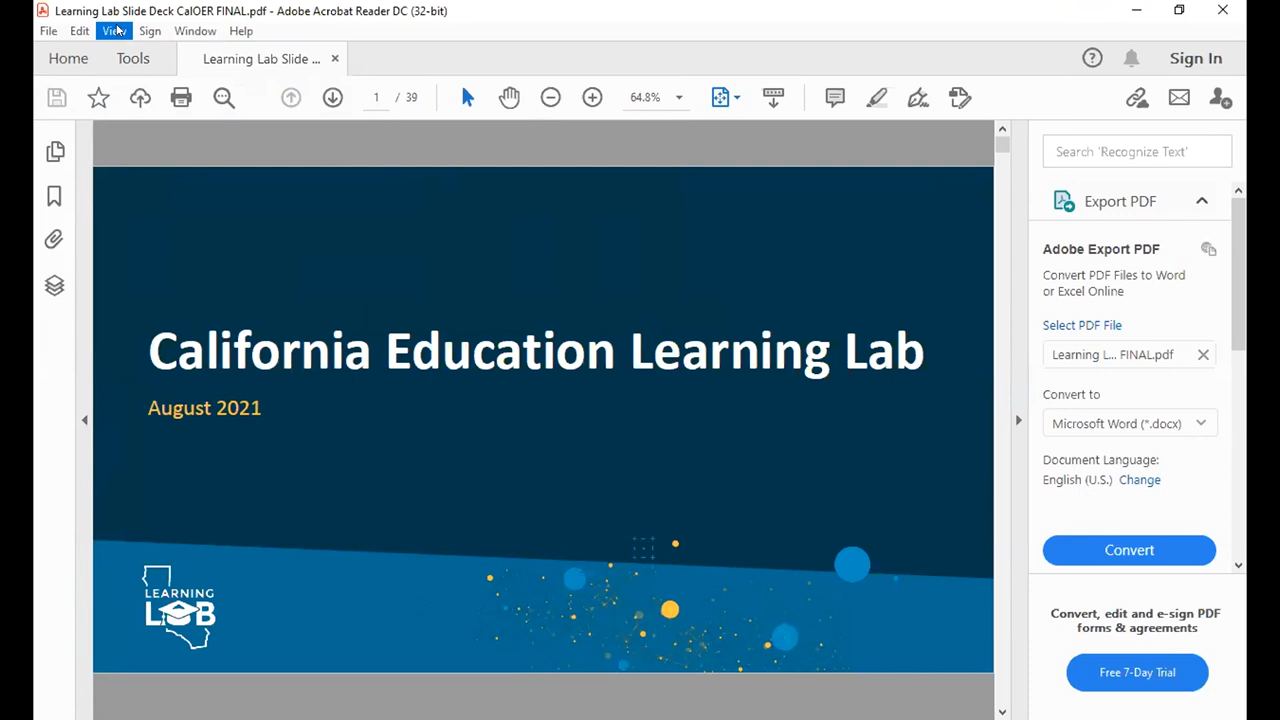 Learning Lab Slide Deck CalOER FINAL.pdf - Adobe Acrobat Reader DC (32-bit)
File Edit View Sign Window Help
Home Tools Learning Lab Slide ... × Sign In
1 / 39 64.8%
Search 'Recognize Text'
Export PDF
Adobe Export PDF
Convert PDF Files to Word
or Excel Online
Select PDF File
Learning L... FINAL.pdf
Convert to
Microsoft Word (*.docx)
Document Language:
English (U.S.) Change
Convert
Convert, edit and e-sign PDF
forms & agreements
Free 7-Day Trial
California Education Learning Lab
August 2021
LEARNING
LAB